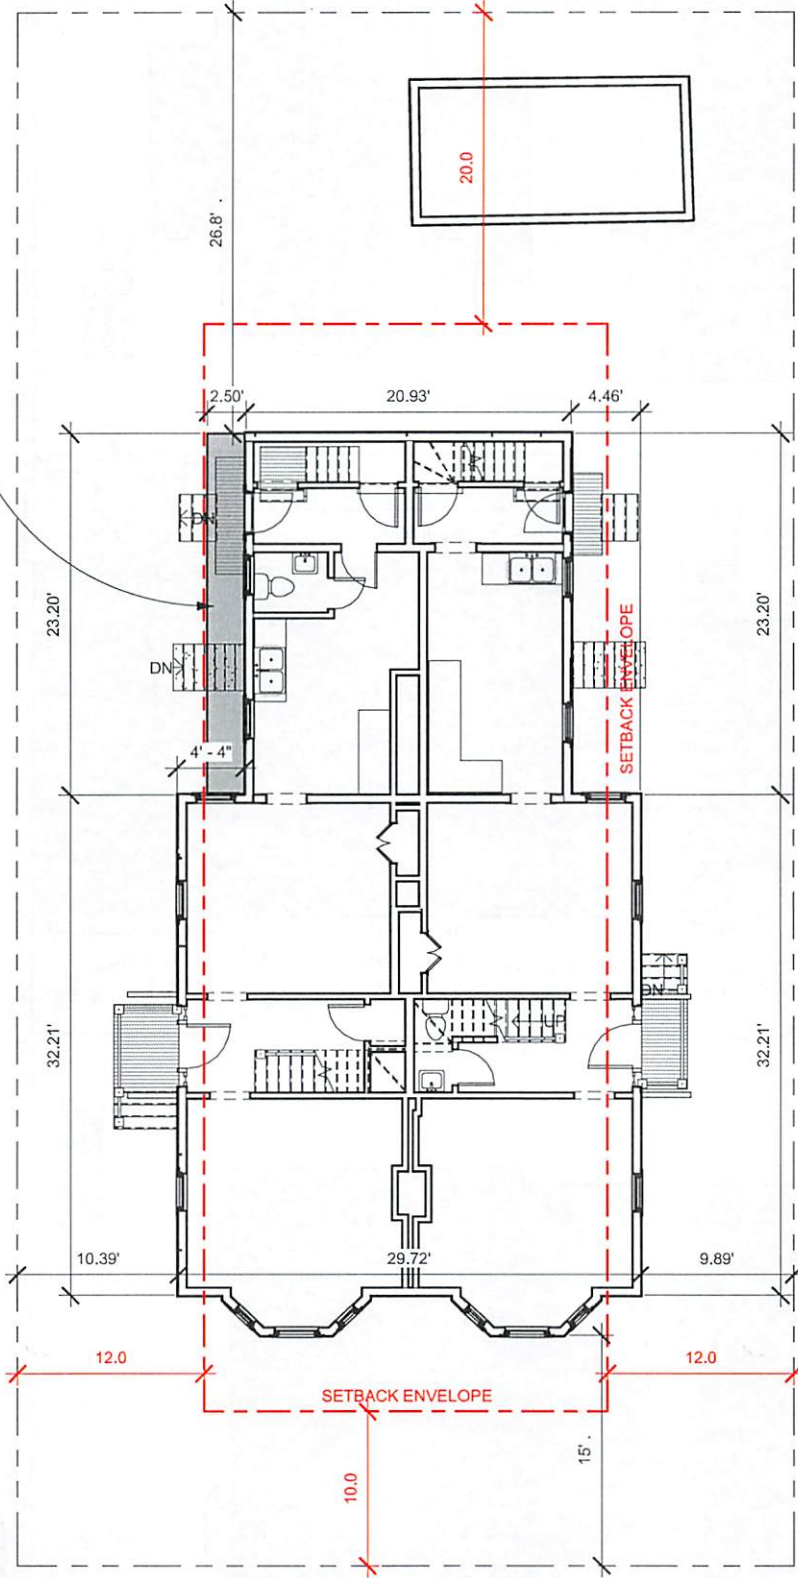 20.0
26.8' .
2.50'
20.93'
4.46'
DN
23.20'
23.20'
SETBACK ENVELOPE
DN
4' - 4"
DN
UP
32.21'
32.21'
10.39'
29.72'
9.89'
12.0
12.0
SETBACK ENVELOPE
15' .
10.0